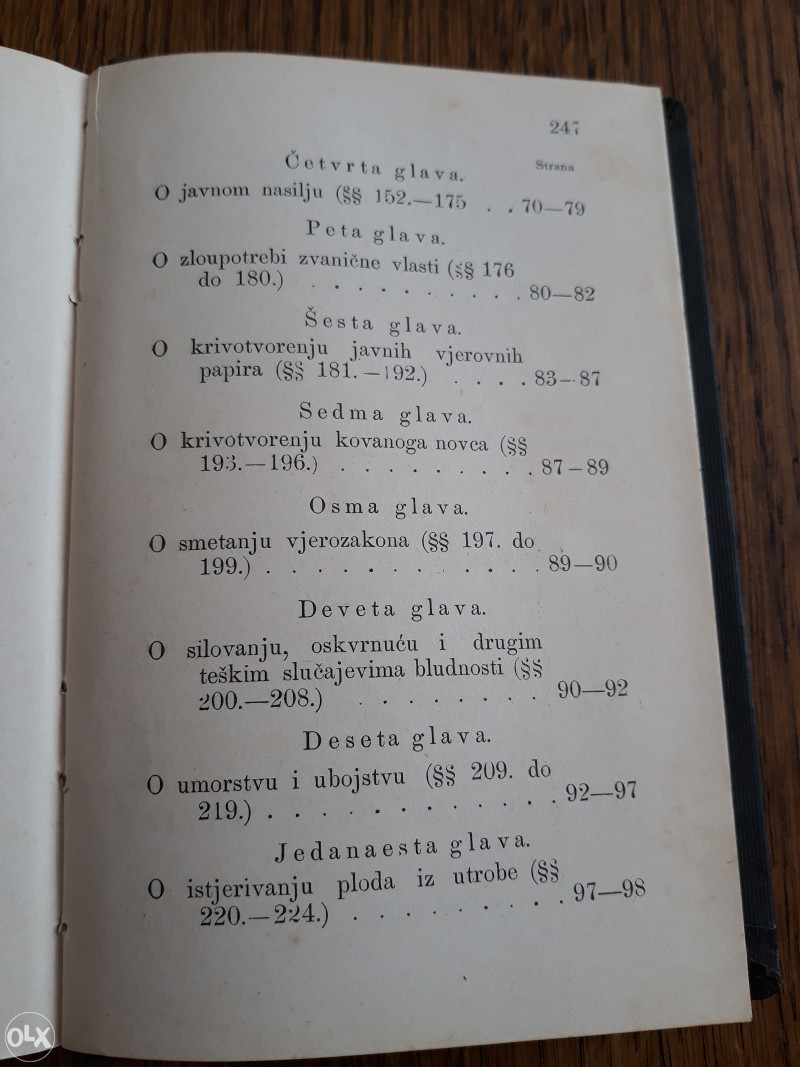 247
Četvrta glava.
Strana
O javnom nasilju (§§ 152.—175 . . 70—79
Peta glava.
O zloupotrebi zvanične vlasti (§§ 176
do 180.) . . . . . . . . . . 80—82
Šesta glava.
O krivotvorenju javnih vjerovnih
papira (§§ 181.—192.) . . . . 83—87
Sedma glava.
O krivotvorenju kovanoga novca (§§
193.—196.) . . . . . . . . . 87—89
Osma glava.
O smetanju vjerozakona (§§ 197. do
199.) . . . . . . . . . . . . 89—90
Deveta glava.
O silovanju, oskvrnuću i drugim
teškim slučajevima bludnosti (§§
200.—208.) . . . . . . . . 90—92
Deseta glava.
O umorstvu i ubojstvu (§§ 209. do
219.) . . . . . . . . . . . . 92—97
Jedanaesta glava.
O istjerivanju ploda iz utrobe (§§
220.—224.) . . . . . . . . . 97—98
OLX